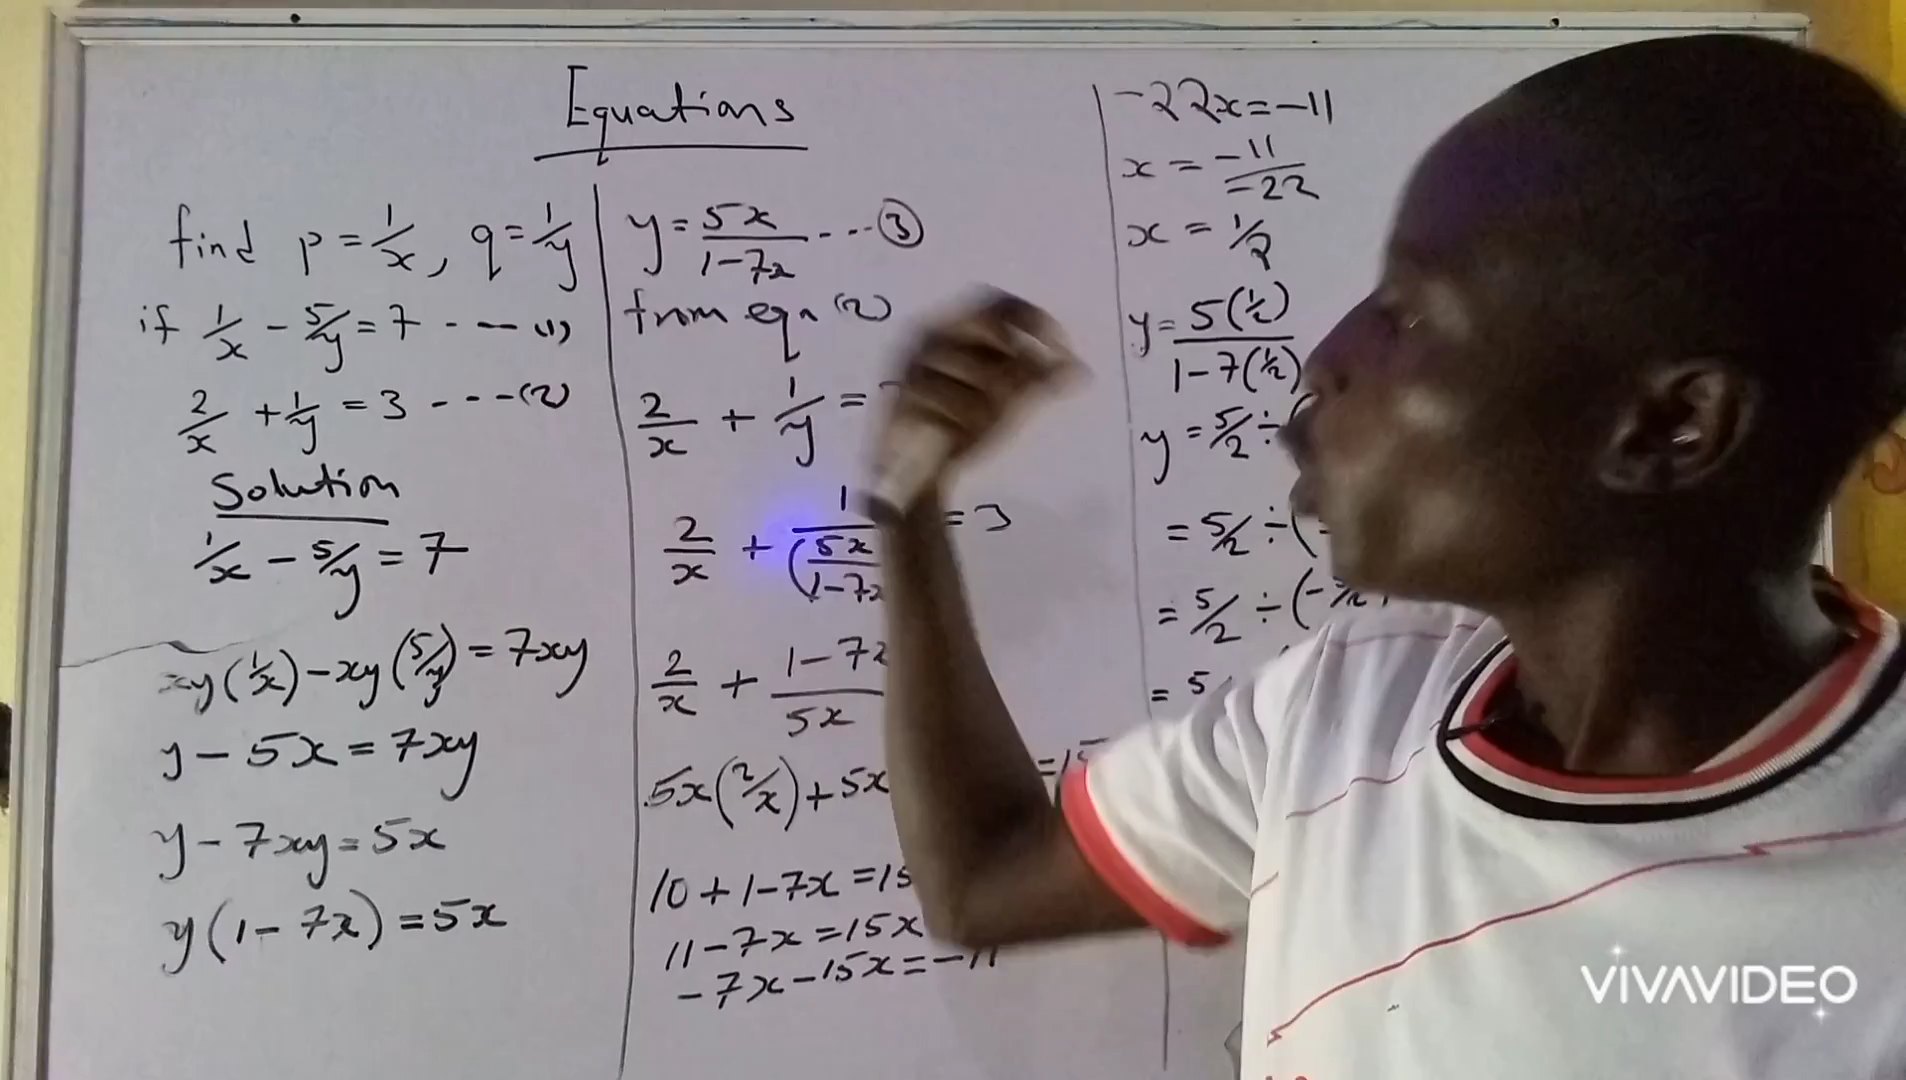 Equations
find p = 1/x, q = 1/y
if 1/x - 5/y = 7 - - - (1)
2/x + 1/y = 3 - - - (2)
Solution
1/x - 5/y = 7
xy(1/x) - xy(5/y) = 7xy
y - 5x = 7xy
y - 7xy = 5x
y(1 - 7x) = 5x
y = 5x/1-7x --- ③
from eqn (2)
2/x + 1/y =
2/x + 1/(5x/1-7x = 3
2/x + 1-7x/5x
5x(2/x) + 5x = 15
10 + 1 - 7x = 15
11 - 7x = 15x
-7x - 15x = -11
-22x = -11
x = -11/-22
x = 1/2
y = 5(1/2)/1-7(1/2)
y = 5/2 ÷ (
= 5/2 ÷ (
= 5/2 ÷ (-
= 5
VIVAVIDEO